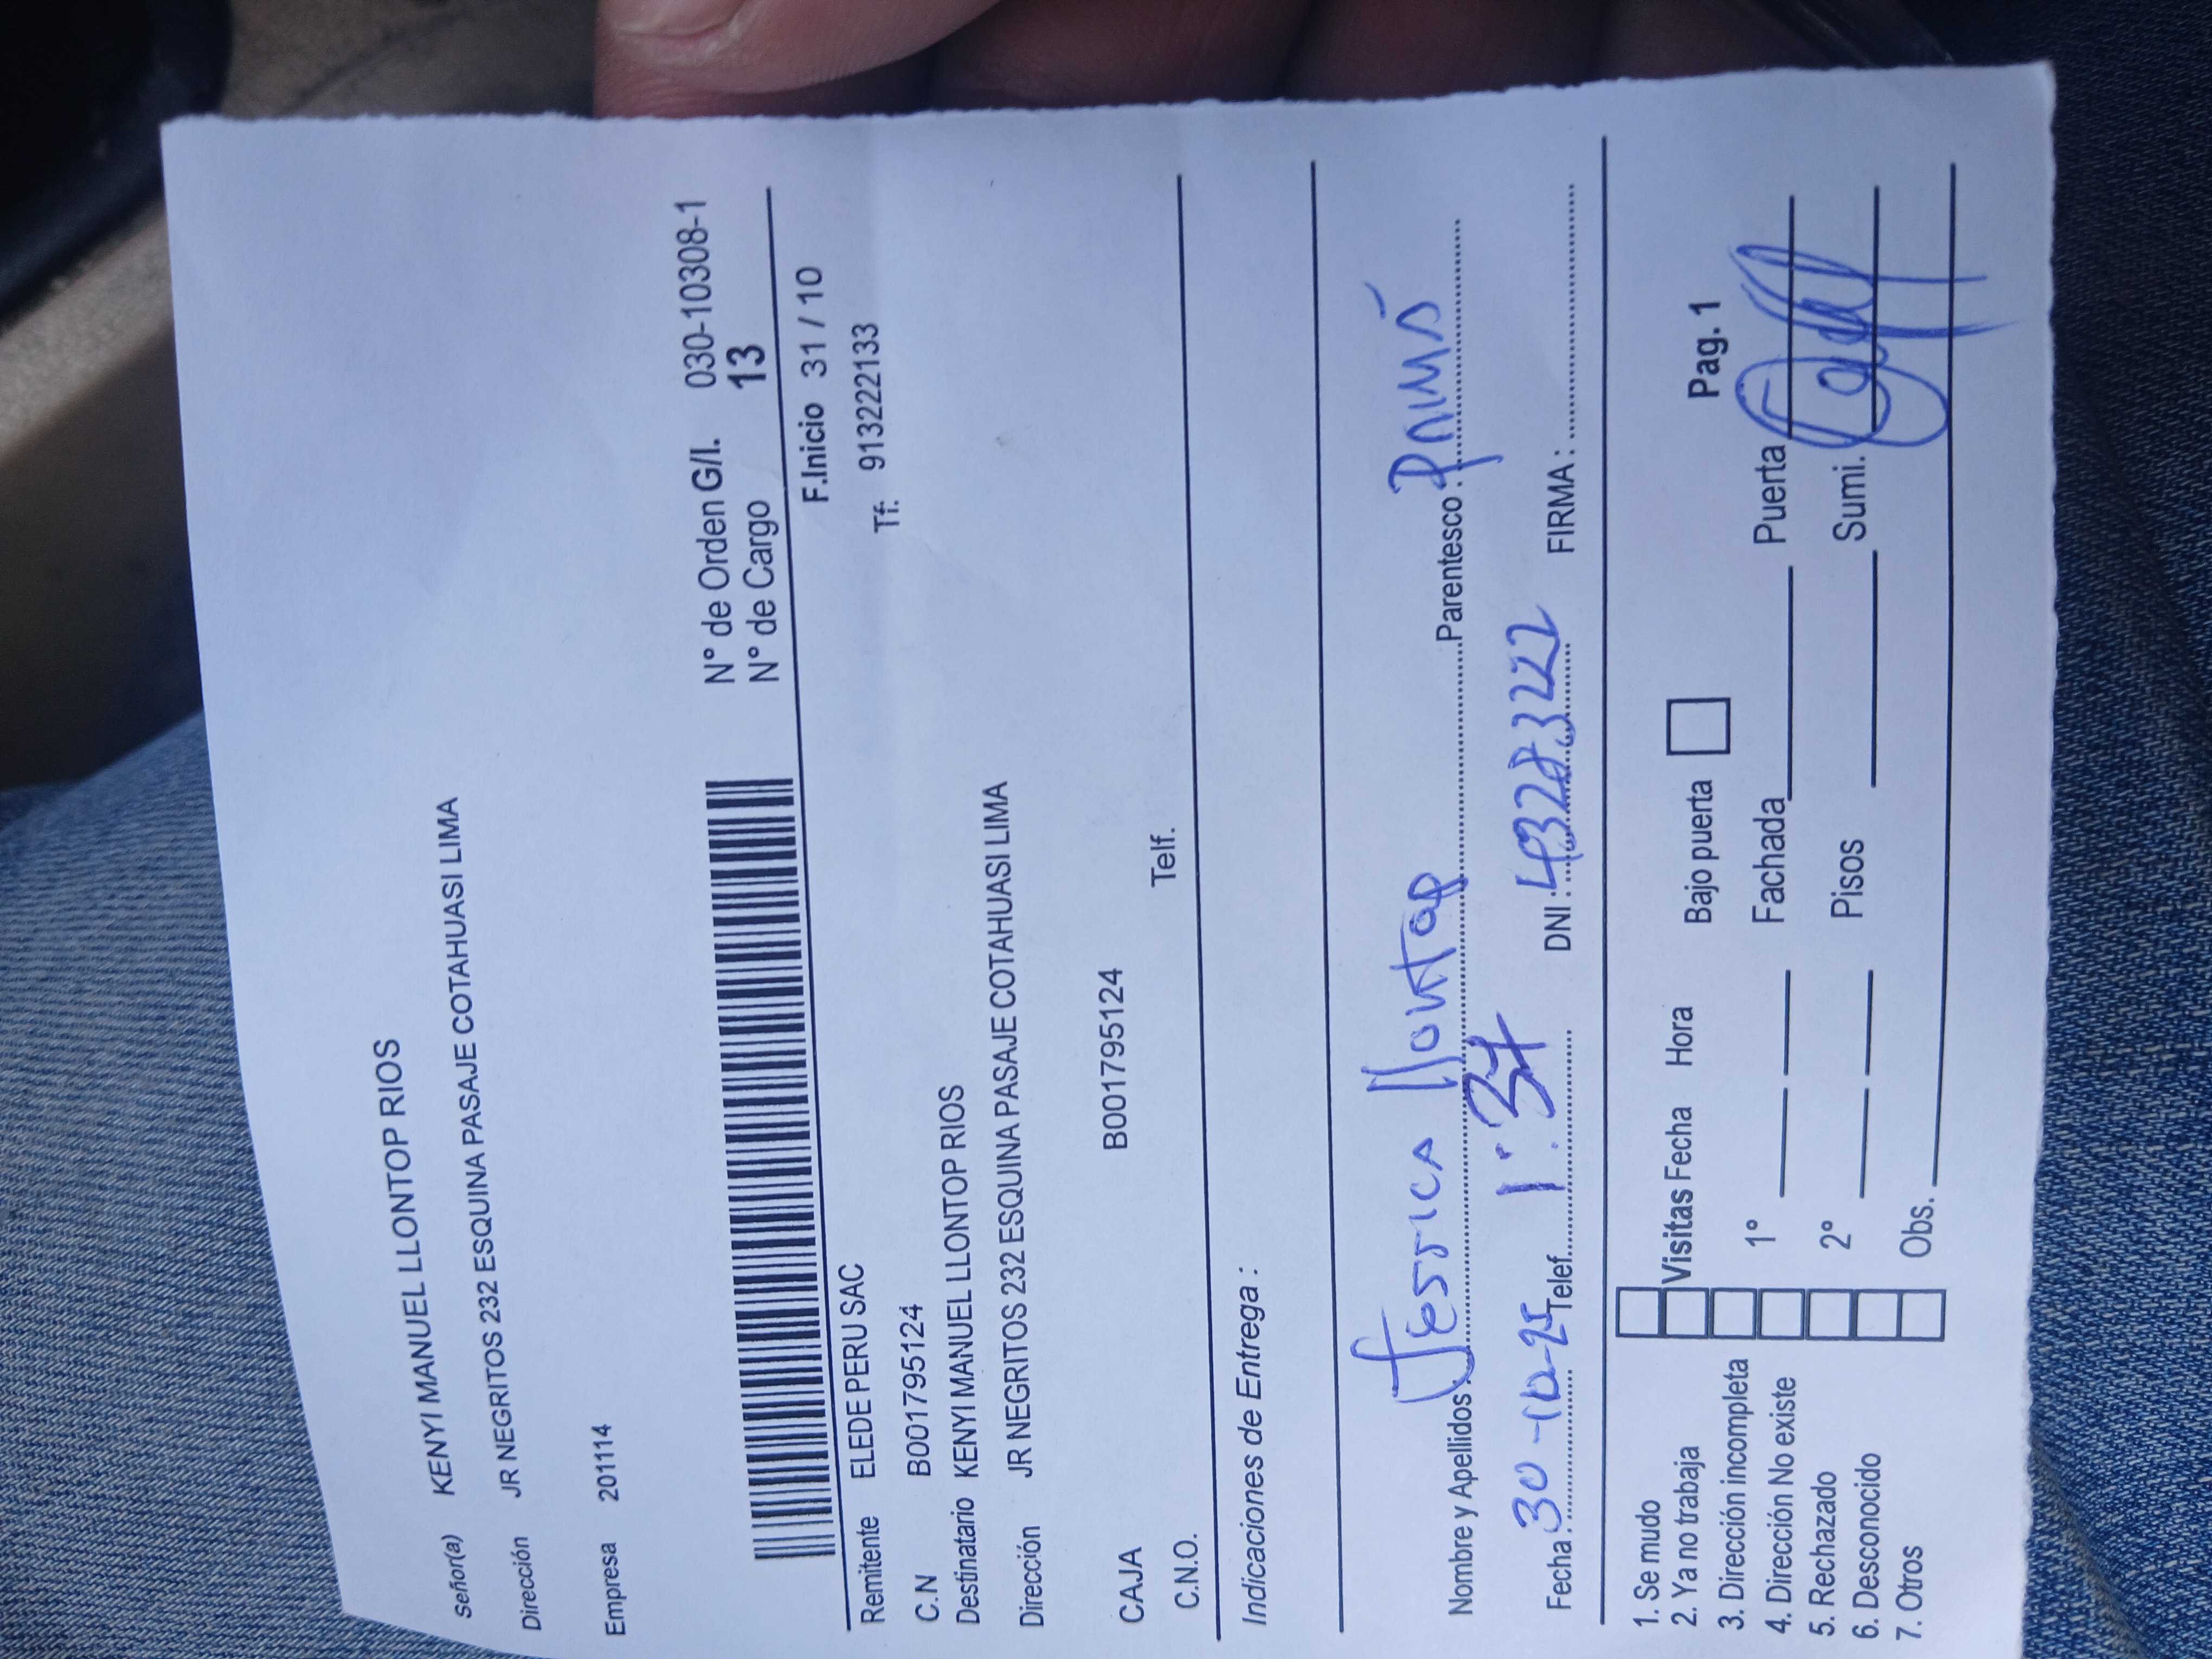 Señor(a) KENYI MANUEL LLONTOP RIOS
Dirección JR NEGRITOS 232 ESQUINA PASAJE COTAHUASI LIMA
Empresa 201114
N° de Orden G/I. 030-10308-1
N° de Cargo 13
F.Inicio 31 / 10
Remitente ELEDE PERU SAC Tf: 913222133
C.N B001795124
Destinatario KENYI MANUEL LLONTOP RIOS
Dirección JR NEGRITOS 232 ESQUINA PASAJE COTAHUASI LIMA
CAJA B001795124
C.N.O. Telf.
Indicaciones de Entrega :
Nombre y Apellidos : Jessica Llontop Parentesco :
Fecha : 30-10-25 Telef. 1:37 DNI : 43283222 FIRMA :
1. Se mudo
2. Ya no trabaja Visitas Fecha Hora Bajo puerta Pag. 1
3. Dirección incompleta
4. Dirección No existe 1° Fachada Puerta
5. Rechazado
6. Desconocido 2° Pisos Sumi.
7. Otros Obs.